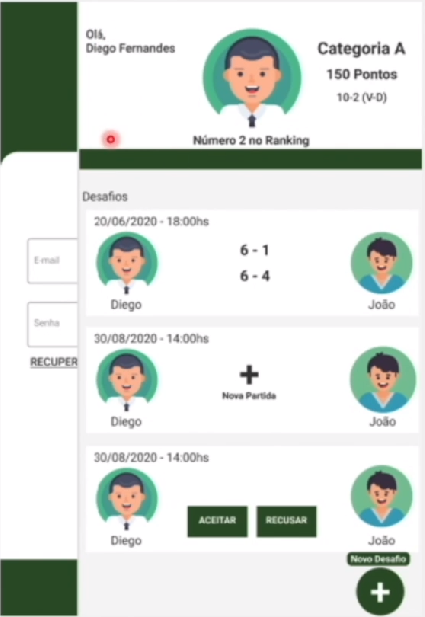 Olá,
Diego Fernandes
Categoria A
150 Pontos
10-2 (V-D)
Número 2 no Ranking
Desafios
20/06/2020 - 18:00hs
6 - 1
6 - 4
Diego
João
30/08/2020 - 14:00hs
+
Nova Partida
Diego
João
30/08/2020 - 14:00hs
ACEITAR
RECUSAR
Diego
João
Novo Desafio
+
E-mail
Senha
RECUPER